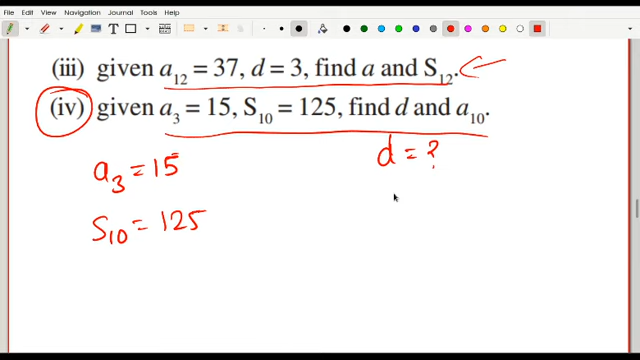 File Edit View Navigation Journal Tools Options Help
(iii) given a₁₂ = 37, d = 3, find a and S₁₂.
(iv) given a₃ = 15, S₁₀ = 125, find d and a₁₀.
a₃ = 15
d = ?
S₁₀ = 125